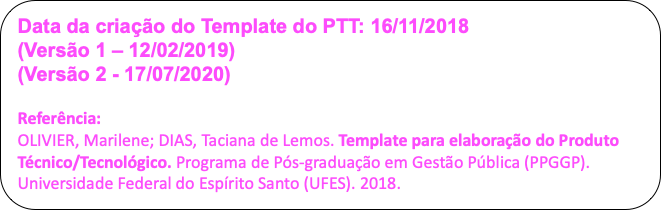 Data da criação do Template do PTT: 16/11/2018
(Versão 1 – 12/02/2019)
(Versão 2 - 17/07/2020)
Referência:
OLIVIER, Marilene; DIAS, Taciana de Lemos. Template para elaboração do Produto
Técnico/Tecnológico. Programa de Pós-graduação em Gestão Pública (PPGGP).
Universidade Federal do Espírito Santo (UFES). 2018.